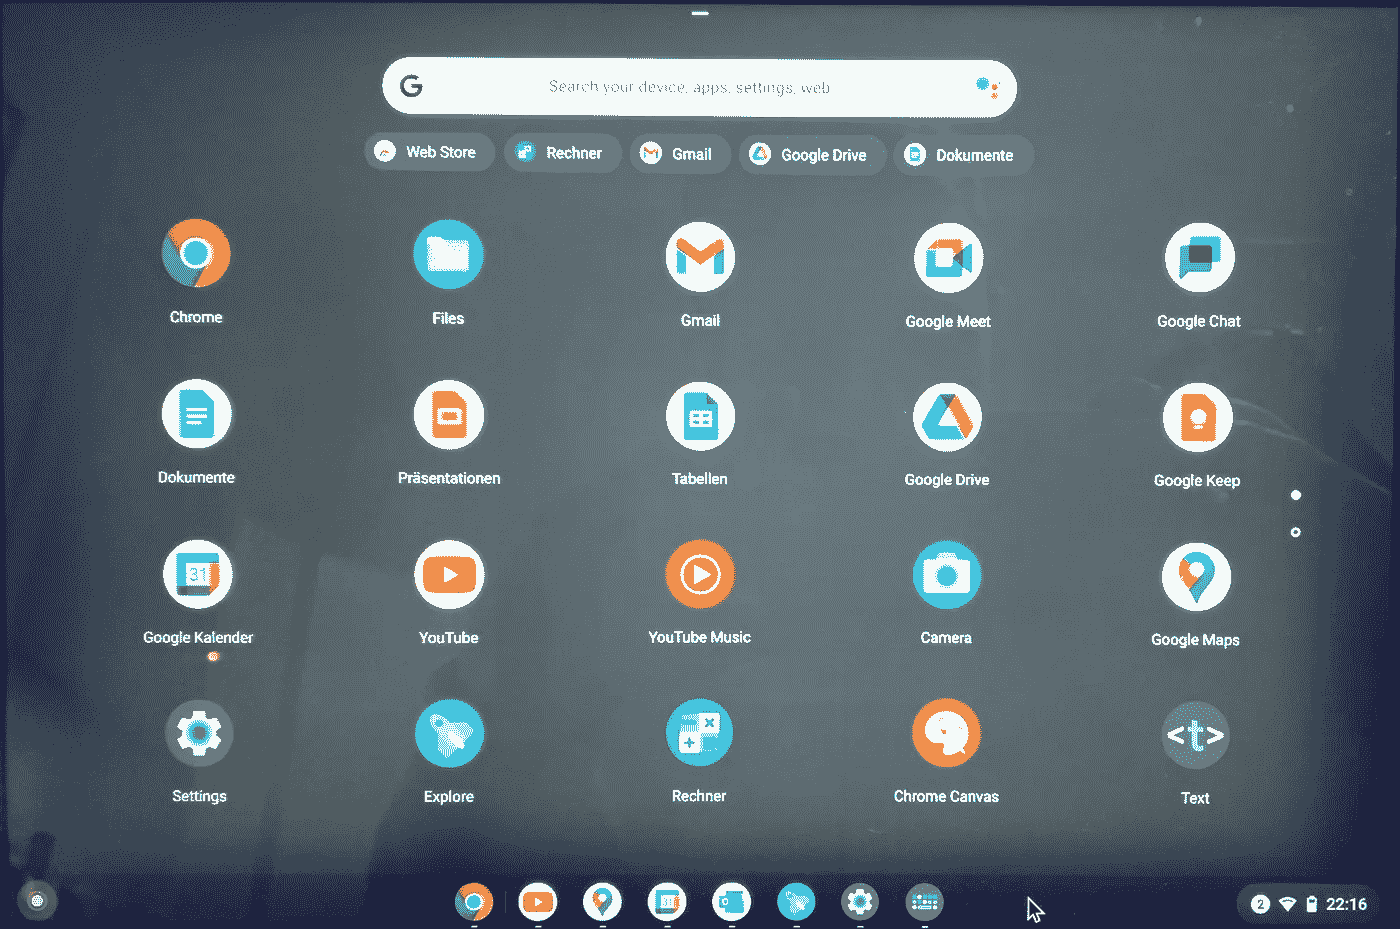 Search your device, apps, settings, web
Web Store Rechner Gmail Google Drive Dokumente
Chrome Files Gmail Google Meet Google Chat
Dokumente Präsentationen Tabellen Google Drive Google Keep
31
Google Kalender YouTube YouTube Music Camera Google Maps
<t>
Settings Explore Rechner Chrome Canvas Text
31 2 22:16